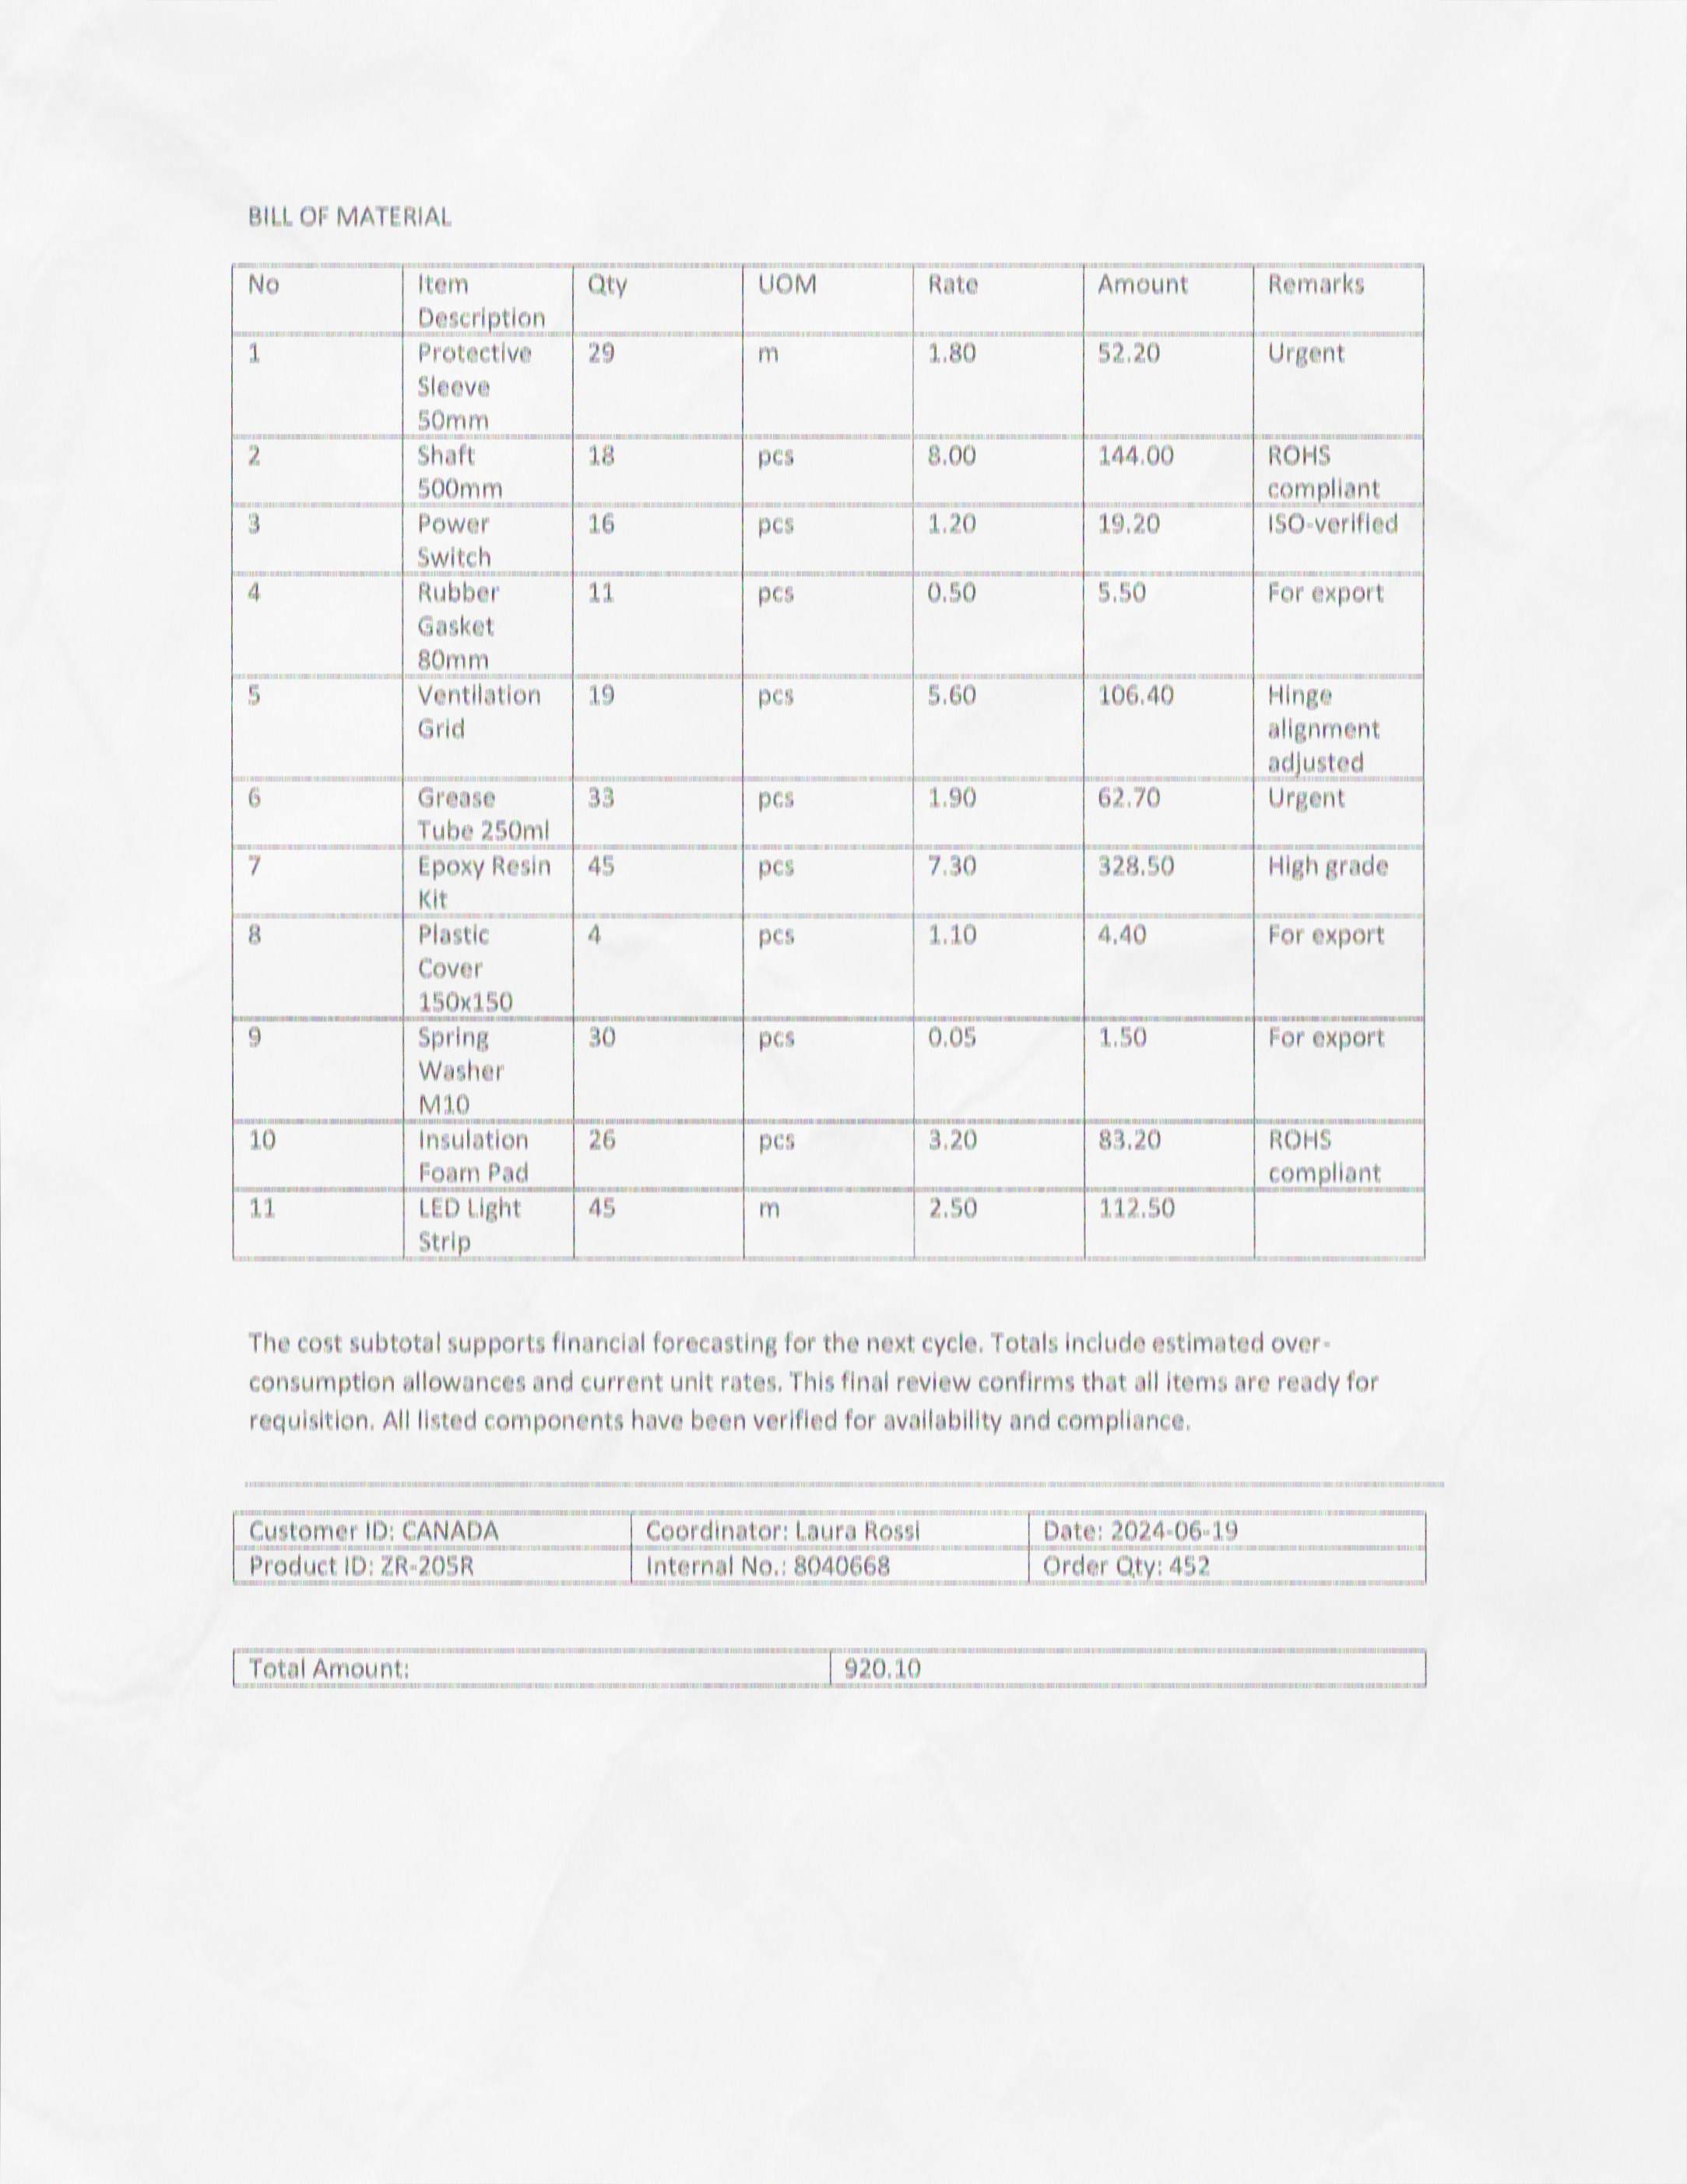 BILL OF MATERIAL
No Item Description Qty UOM Rate Amount Remarks
1 Protective Sleeve 50mm 29 m 1.80 52.20 Urgent
2 Shaft 500mm 18 pcs 8.00 144.00 ROHS compliant
3 Power Switch 16 pcs 1.20 19.20 ISO-verified
4 Rubber Gasket 80mm 11 pcs 0.50 5.50 For export
5 Ventilation Grid 19 pcs 5.60 106.40 Hinge alignment adjusted
6 Grease Tube 250ml 33 pcs 1.90 62.70 Urgent
7 Epoxy Resin Kit 45 pcs 7.30 328.50 High grade
8 Plastic Cover 150x150 4 pcs 1.10 4.40 For export
9 Spring Washer M10 30 pcs 0.05 1.50 For export
10 Insulation Foam Pad 26 pcs 3.20 83.20 ROHS compliant
11 LED Light Strip 45 m 2.50 112.50
The cost subtotal supports financial forecasting for the next cycle. Totals include estimated over-
consumption allowances and current unit rates. This final review confirms that all items are ready for
requisition. All listed components have been verified for availability and compliance.
Customer ID: CANADA Coordinator: Laura Rossi Date: 2024-06-19
Product ID: ZR-205R Internal No.: 8040668 Order Qty: 452
Total Amount: 920.10